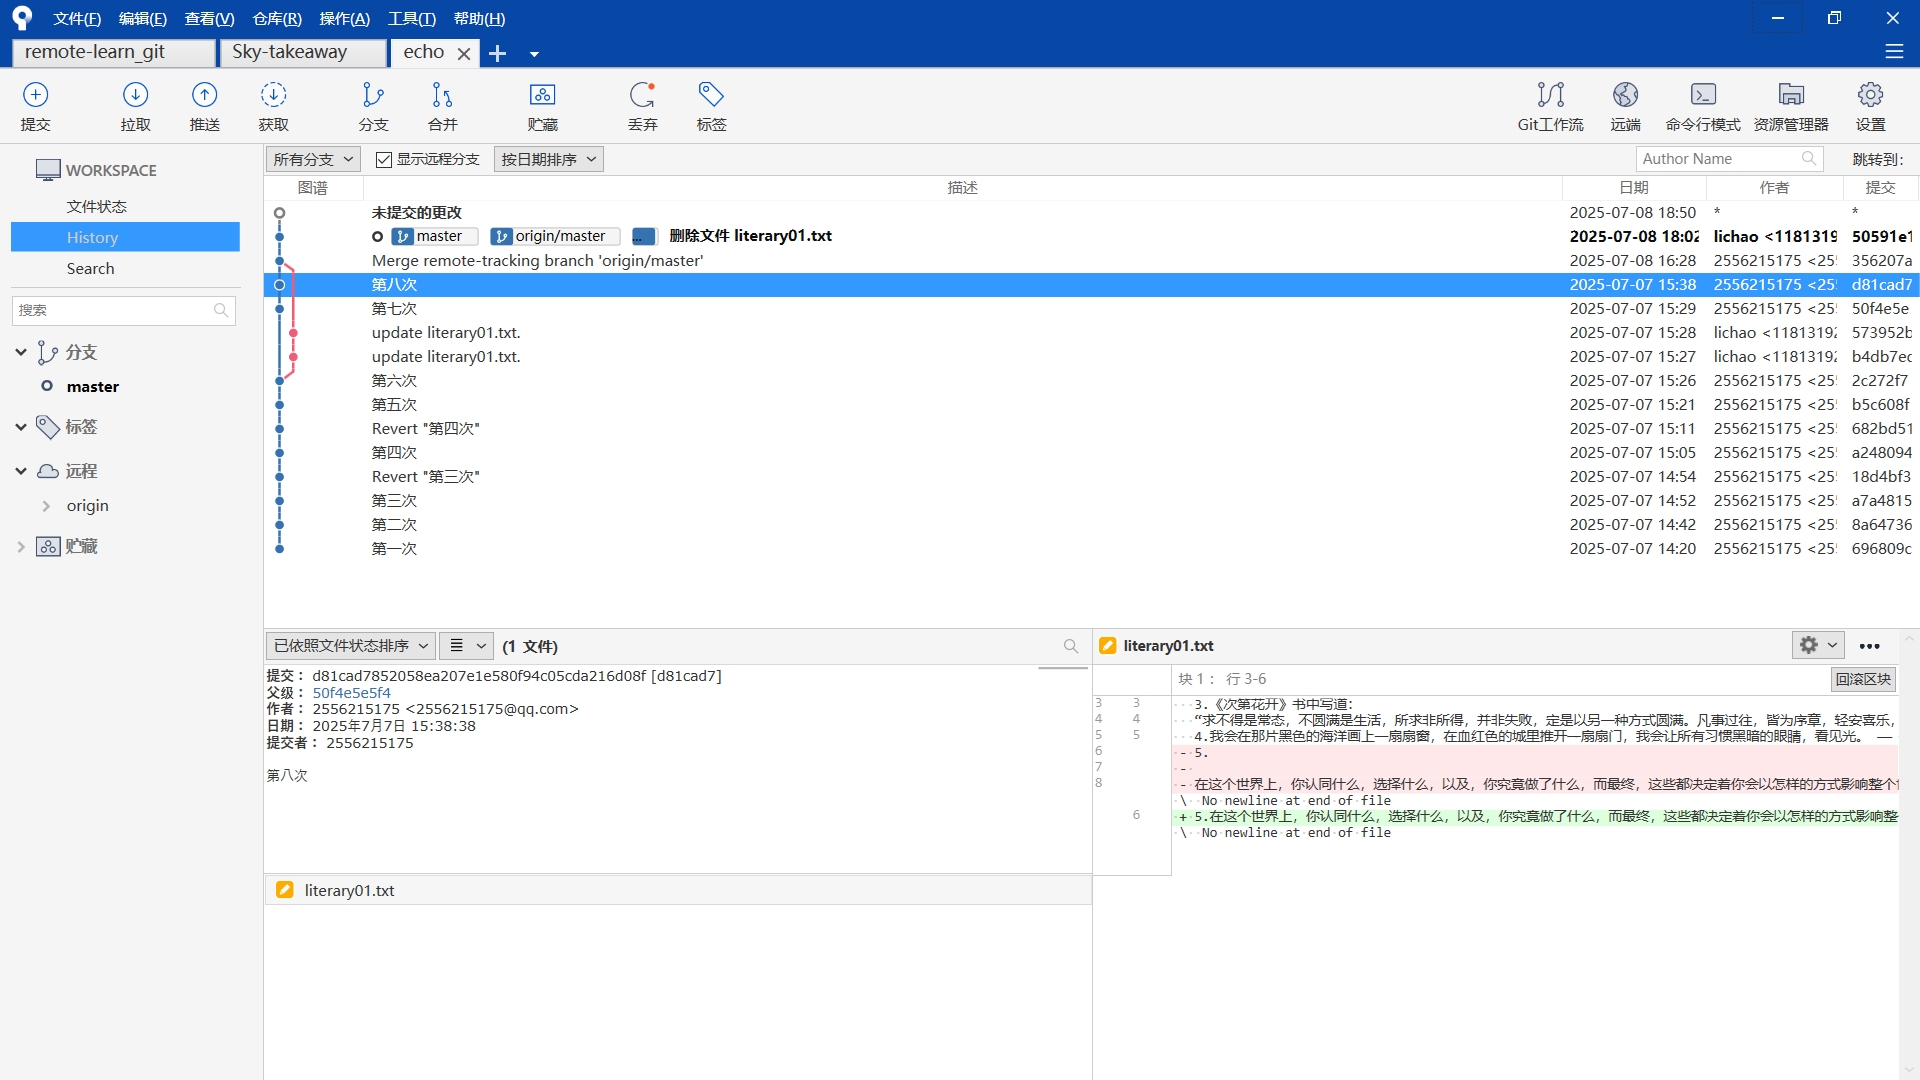 文件(F) 编辑(E) 查看(V) 仓库(R) 操作(A) 工具(T) 帮助(H)
remote-learn_git Sky-takeaway echo
提交 拉取 推送 获取 分支 合并 贮藏 丢弃 标签 Git工作流 远端 命令行模式 资源管理器 设置
WORKSPACE
文件状态
History
Search
搜索
分支
master
标签
远程
origin
贮藏
所有分支 显示远程分支 按日期排序 Author Name 跳转到:
图谱 描述 日期 作者 提交
未提交的更改 2025-07-08 18:50 * *
master origin/master ... 删除文件 literary01.txt 2025-07-08 18:02 lichao <1181319 50591e1
Merge remote-tracking branch 'origin/master' 2025-07-08 16:28 2556215175 <25 356207a
第八次 2025-07-07 15:38 2556215175 <25 d81cad7
第七次 2025-07-07 15:29 2556215175 <25 50f4e5e
update literary01.txt. 2025-07-07 15:28 lichao <1181319 573952b
update literary01.txt. 2025-07-07 15:27 lichao <1181319 b4db7ec
第六次 2025-07-07 15:26 2556215175 <25 2c272f7
第五次 2025-07-07 15:21 2556215175 <25 b5c608f
Revert "第四次" 2025-07-07 15:11 2556215175 <25 682bd51
第四次 2025-07-07 15:05 2556215175 <25 a248094
Revert "第三次" 2025-07-07 14:54 2556215175 <25 18d4bf3
第三次 2025-07-07 14:52 2556215175 <25 a7a4815
第二次 2025-07-07 14:42 2556215175 <25 8a64736
第一次 2025-07-07 14:20 2556215175 <25 696809c
已依照文件状态排序 (1 文件)
提交: d81cad7852058ea207e1e580f94c05cda216d08f [d81cad7]
父级: 50f4e5e5f4
作者: 2556215175 <2556215175@qq.com>
日期: 2025年7月7日 15:38:38
提交者: 2556215175
第八次
literary01.txt
literary01.txt
块 1: 行 3-6 回滚区块
3 3 3.《次第花开》书中写道:
4 4 “求不得是常态，不圆满是生活，所求非所得，并非失败，定是以另一种方式圆满。凡事过往，皆为序章，轻安喜乐，
5 5 4.我会在那片黑色的海洋画上一扇扇窗，在血红色的城里推开一扇扇门，我会让所有习惯黑暗的眼睛，看见光。 —
6 - 5.
7 -
8 - 在这个世界上，你认同什么，选择什么，以及，你究竟做了什么，而最终，这些都决定着你会以怎样的方式影响整个
\ No newline at end of file
6 + 5.在这个世界上，你认同什么，选择什么，以及，你究竟做了什么，而最终，这些都决定着你会以怎样的方式影响整
\ No newline at end of file